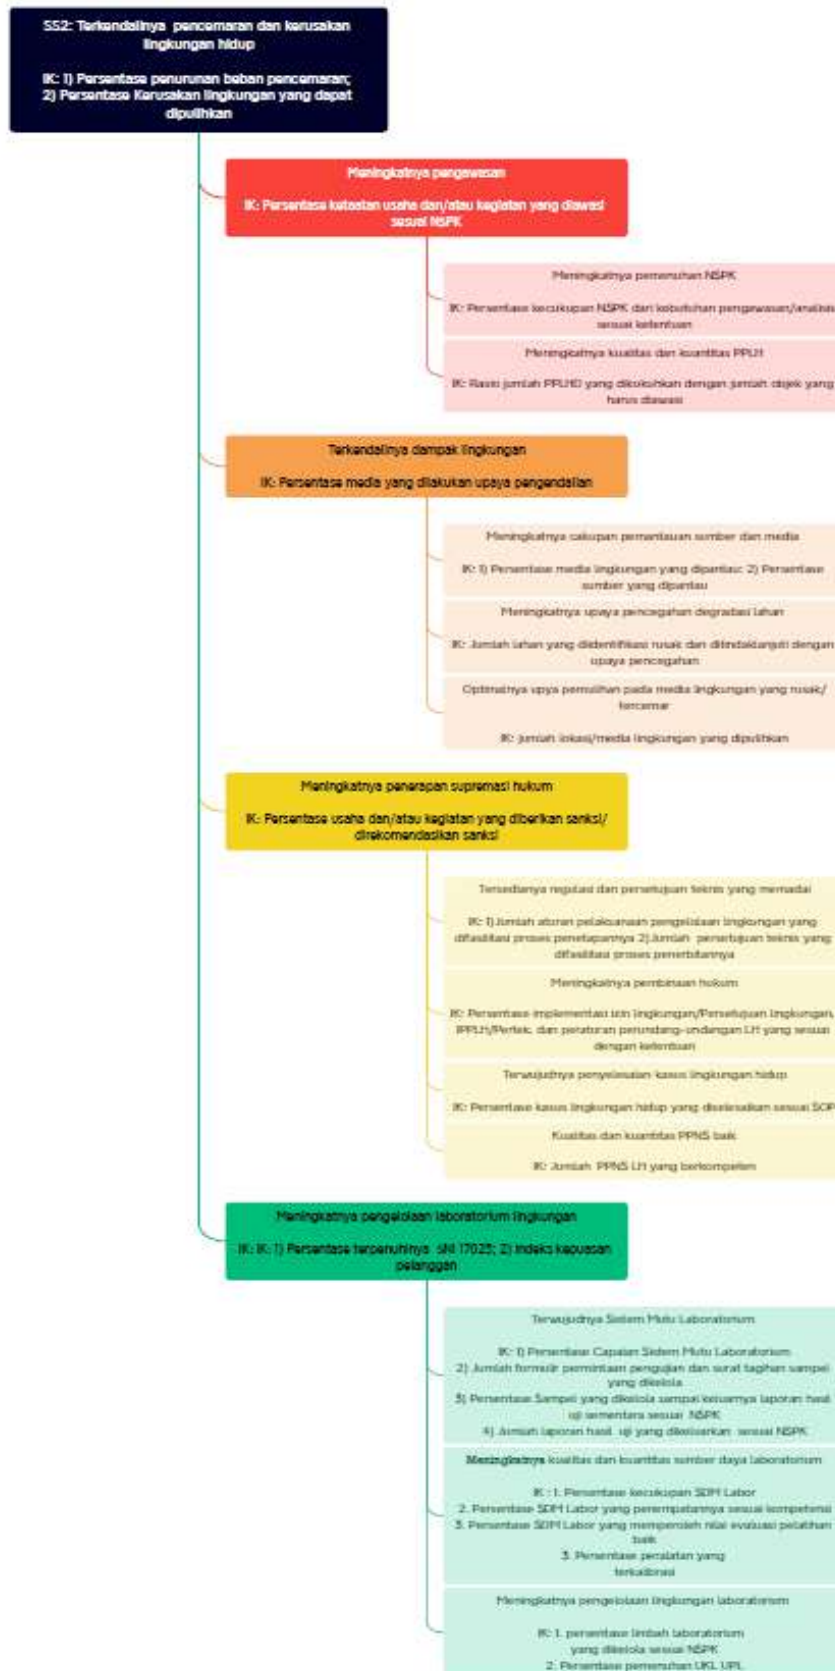 SS2: Terkendalinya pencemaran dan kerusakan
lingkungan hidup
IK: 1) Persentase penurunan beban pencemaran;
2) Persentase Kerusakan lingkungan yang dapat
dipulihkan
Meningkatnya pengawasan
IK: Persentase ketaatan usaha dan/atau kegiatan yang diawasi
sesuai NSPK
Meningkatnya pemenuhan NSPK
IK: Persentase kecukupan NSPK dari kebutuhan pengawasan/analisis
sesuai ketentuan
Meningkatnya kualitas dan kuantitas PPLH
IK: Rasio jumlah PPLHD yang dikukuhkan dengan jumlah objek yang
harus diawasi
Terkendalinya dampak lingkungan
IK: Persentase media yang dilakukan upaya pengendalian
Meningkatnya cakupan pemantauan sumber dan media
IK: 1) Persentase media lingkungan yang dipantau; 2) Persentase
sumber yang dipantau
Meningkatnya upaya pencegahan degradasi lahan
IK: Jumlah lahan yang diidentifikasi rusak dan ditindaklanjuti dengan
upaya pencegahan
Optimalnya upya pemulihan pada media lingkungan yang rusak/
tercemar
IK: jumlah lokasi/media lingkungan yang dipulihkan
Meningkatnya penerapan supremasi hukum
IK: Persentase usaha dan/atau kegiatan yang diberikan sanksi/
direkomendasikan sanksi
Tersedianya regulasi dan persetujuan teknis yang memadai
IK: 1) Jumlah aturan pelaksanaan pengelolaan lingkungan yang
difasilitasi proses penetapannya 2) Jumlah persetujuan teknis yang
difasilitasi proses penerbitannya
Meningkatnya pembinaan hukum
IK: Persentase implementasi izin lingkungan/Persetujuan lingkungan,
IPPLH/Pertek, dan peraturan perundang-undangan LH yang sesuai
dengan ketentuan
Terwujudnya penyelesaian kasus lingkungan hidup
IK: Persentase kasus lingkungan hidup yang diselesaikan sesuai SOP
Kualitas dan kuantitas PPNS baik
IK: Jumlah PPNS LH yang berkompeten
Meningkatnya pengelolaan laboratorium lingkungan
IK: IK: 1) Persentase terpenuhinya SNI 17025; 2) Indeks kepuasan
pelanggan
Terwujudnya Sistem Mutu Laboratorium
IK: 1) Persentase Capaian Sistem Mutu Laboratorium
2) Jumlah formulir permintaan pengujian dan surat tagihan sampel
yang dikelola
3) Persentase Sampel yang dikelola sampai keluarnya laporan hasil
uji sementara sesuai NSPK
4) Jumlah laporan hasil uji yang dikeluarkan sesuai NSPK
Meningkatnya kualitas dan kuantitas sumber daya laboratorium
IK : 1. Persentase kecukupan SDM Labor
2. Persentase SDM Labor yang penempatannya sesuai kompetensi
3. Persentase SDM Labor yang memperoleh nilai evaluasi pelatihan
baik
3. Persentase peralatan yang
terkalibrasi
Meningkatnya pengelolaan lingkungan laboratorium
IK: 1. persentase limbah laboratorium
yang dikelola sesuai NSPK
2. Persentase pemenuhan UKL UPL